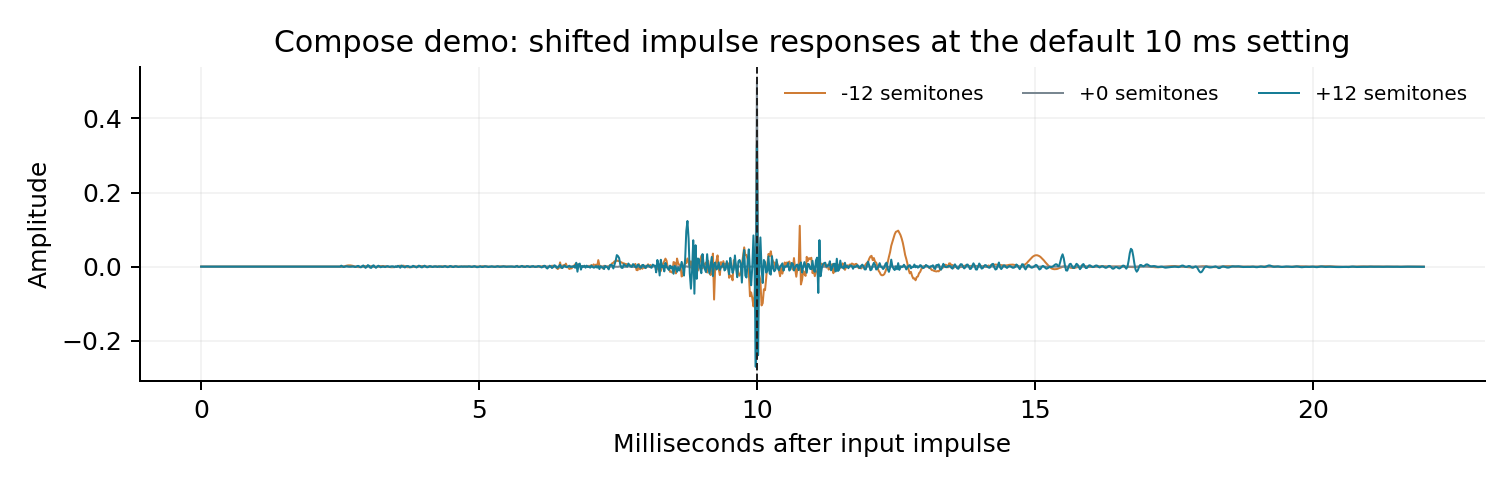 Compose demo: shifted impulse responses at the default 10 ms setting
-12 semitones +0 semitones +12 semitones
Amplitude
0.4
0.2
0.0
−0.2
0 5 10 15 20
Milliseconds after input impulse